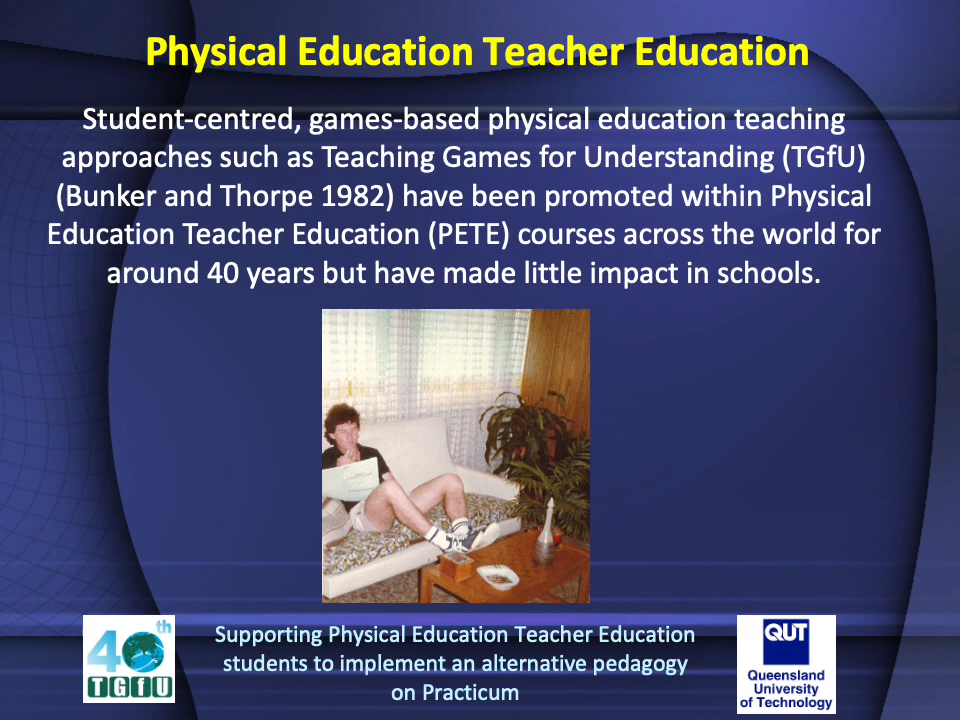 Physical Education Teacher Education
Student-centred, games-based physical education teaching
approaches such as Teaching Games for Understanding (TGfU)
(Bunker and Thorpe 1982) have been promoted within Physical
Education Teacher Education (PETE) courses across the world for
around 40 years but have made little impact in schools.
40th
TGfU
Supporting Physical Education Teacher Education
students to implement an alternative pedagogy
on Practicum
QUT
Queensland
University
of Technology